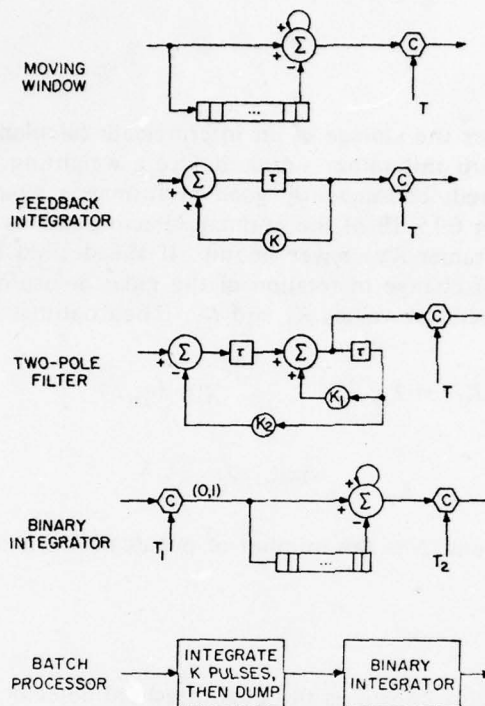 MOVING
WINDOW
+
+
Σ
−
C
T
...
FEEDBACK
INTEGRATOR
+
Σ
+
τ
C
K
T
TWO-POLE
FILTER
+
Σ
−
τ
+
Σ
+
τ
C
T
K1
K2
BINARY
INTEGRATOR
C
(0,1)
+
+
Σ
−
C
T1
...
T2
BATCH
PROCESSOR
INTEGRATE
K PULSES,
THEN DUMP
BINARY
INTEGRATOR